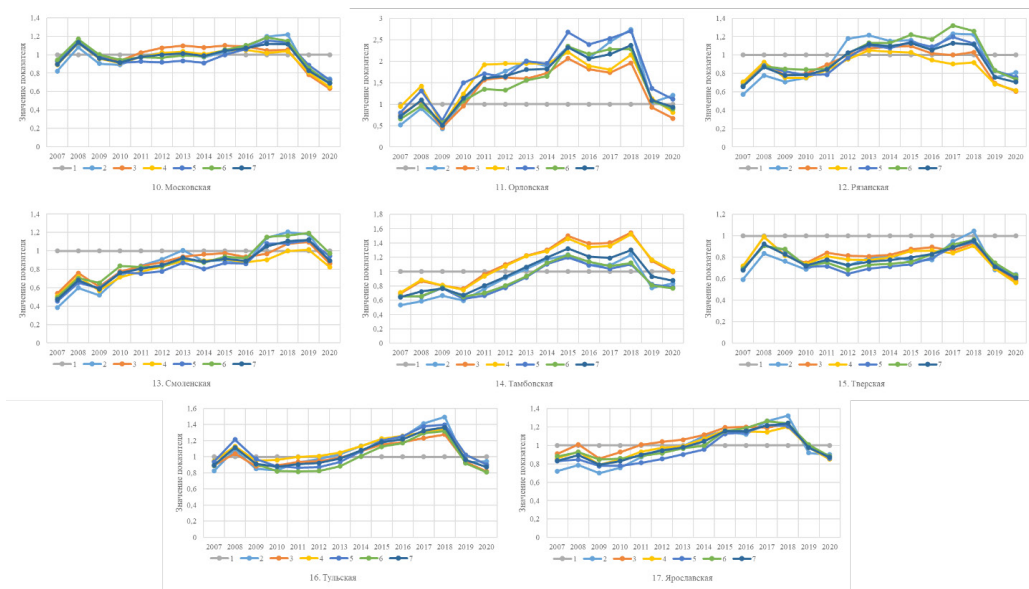 Значение показателя
1,4
1,2
1
0,8
0,6
0,4
0,2
0
2007 2008 2009 2010 2011 2012 2013 2014 2015 2016 2017 2018 2019 2020
1 2 3 4 5 6 7
10. Московская
Значение показателя
3
2,5
2
1,5
1
0,5
0
2007 2008 2009 2010 2011 2012 2013 2014 2015 2016 2017 2018 2019 2020
1 2 3 4 5 6 7
11. Орловская
Значение показателя
1,4
1,2
1
0,8
0,6
0,4
0,2
0
2007 2008 2009 2010 2011 2012 2013 2014 2015 2016 2017 2018 2019 2020
1 2 3 4 5 6 7
12. Рязанская
Значение показателя
1,4
1,2
1
0,8
0,6
0,4
0,2
0
2007 2008 2009 2010 2011 2012 2013 2014 2015 2016 2017 2018 2019 2020
1 2 3 4 5 6 7
13. Смоленская
Значение показателя
1,8
1,6
1,4
1,2
1
0,8
0,6
0,4
0,2
0
2007 2008 2009 2010 2011 2012 2013 2014 2015 2016 2017 2018 2019 2020
1 2 3 4 5 6 7
14. Тамбовская
Значение показателя
1,2
1
0,8
0,6
0,4
0,2
0
2007 2008 2009 2010 2011 2012 2013 2014 2015 2016 2017 2018 2019 2020
1 2 3 4 5 6 7
15. Тверская
Значение показателя
1,6
1,4
1,2
1
0,8
0,6
0,4
0,2
0
2007 2008 2009 2010 2011 2012 2013 2014 2015 2016 2017 2018 2019 2020
1 2 3 4 5 6 7
16. Тульская
Значение показателя
1,4
1,2
1
0,8
0,6
0,4
0,2
0
2007 2008 2009 2010 2011 2012 2013 2014 2015 2016 2017 2018 2019 2020
1 2 3 4 5 6 7
17. Ярославская